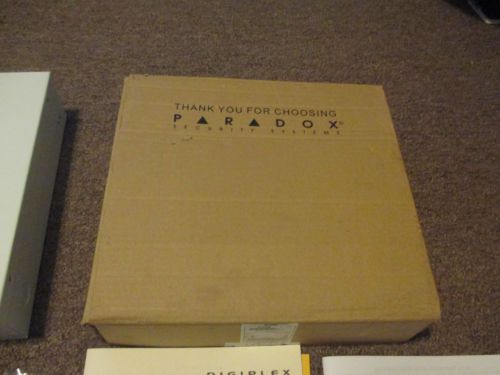 THANK YOU FOR CHOOSING
PARADOX®
SECURITY SYSTEMS
DIGIPLEX